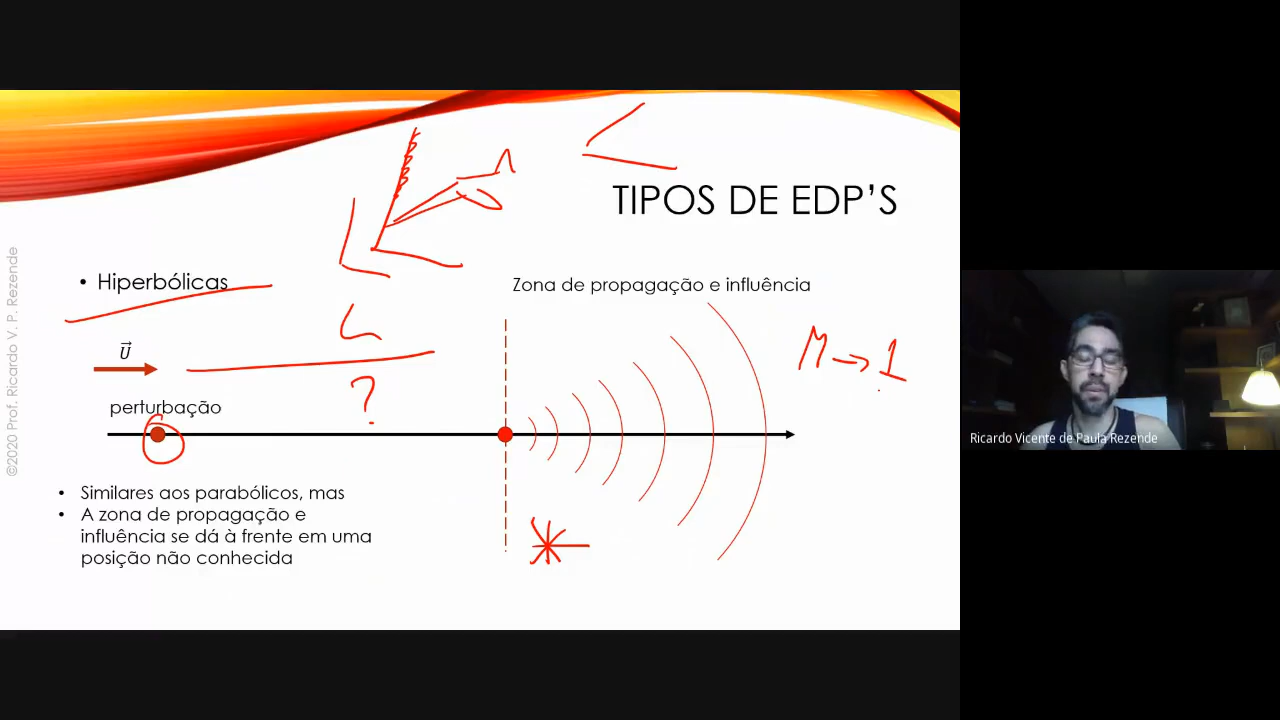 TIPOS DE EDP'S
• Hiperbólicas
Zona de propagação e influência
U
M → 1
?
perturbação
• Similares aos parabólicos, mas
• A zona de propagação e
influência se dá à frente em uma
posição não conhecida
©2020 Prof. Ricardo V. P. Rezende
Ricardo Vicente de Paula Rezende